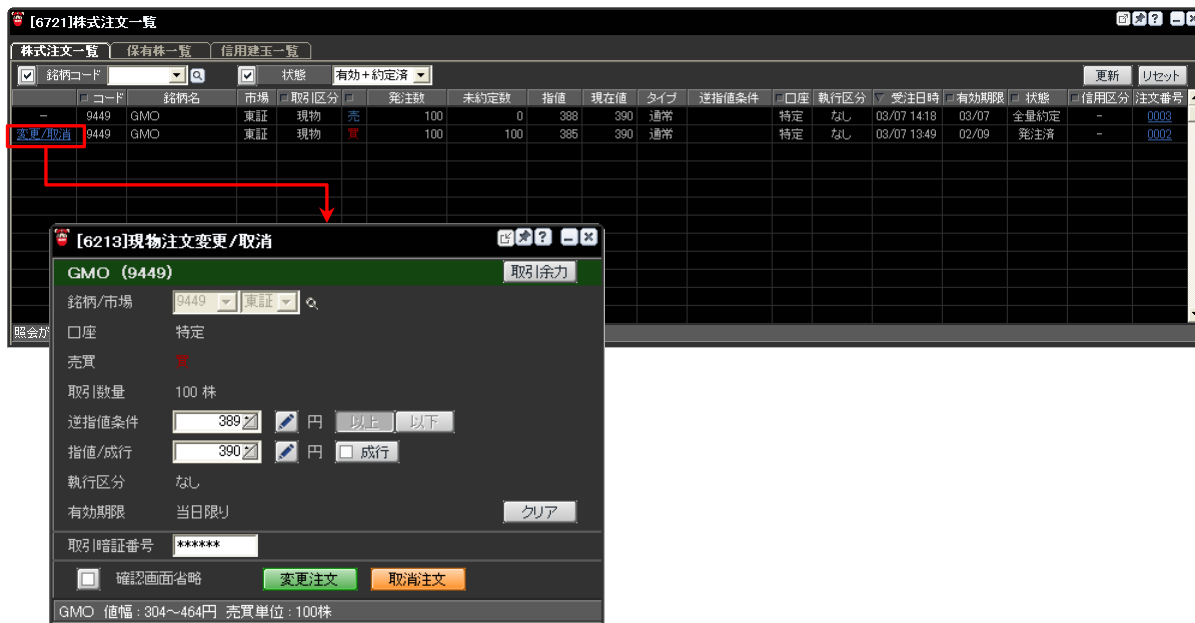 [6721]株式注文一覧
株式注文一覧 保有株一覧 信用建玉一覧
銘柄コード 状態 有効+約定済 更新 リセット
コード 銘柄名 市場 取引区分 発注数 未約定数 指値 現在値 タイプ 逆指値条件 口座 執行区分 受注日時 有効期限 状態 信用区分 注文番号
− 9449 GMO 東証 現物 売 100 0 388 390 通常 特定 なし 03/07 14:18 03/07 全量約定 − 0003
変更/取消 9449 GMO 東証 現物 買 100 100 385 390 通常 特定 なし 03/07 13:49 02/09 発注済 − 0002
照会が
[6213]現物注文変更/取消
GMO (9449) 取引余力
銘柄/市場 9449 東証
口座 特定
売買 買
取引数量 100 株
逆指値条件 389 円 以上 以下
指値/成行 390 円 成行
執行区分 なし
有効期限 当日限り クリア
取引暗証番号 ******
確認画面省略 変更注文 取消注文
GMO 値幅:304〜464円 売買単位:100株